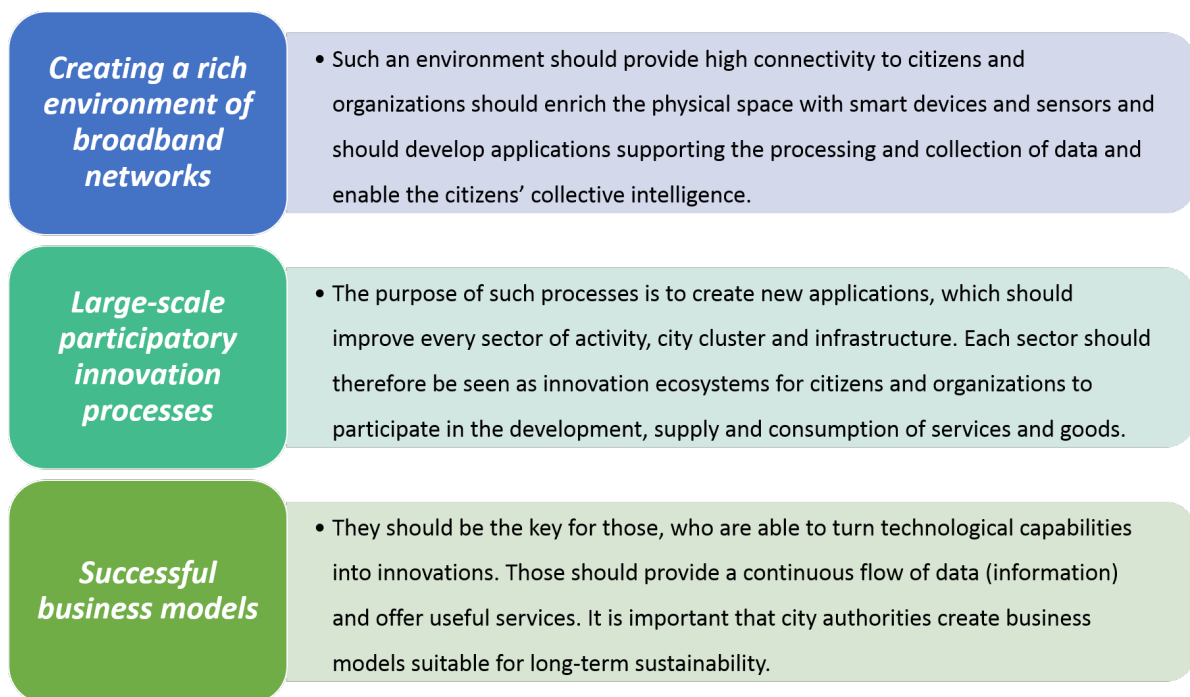 Creating a rich
environment of
broadband
networks
• Such an environment should provide high connectivity to citizens and
organizations should enrich the physical space with smart devices and sensors and
should develop applications supporting the processing and collection of data and
enable the citizens’ collective intelligence.
Large-scale
participatory
innovation
processes
• The purpose of such processes is to create new applications, which should
improve every sector of activity, city cluster and infrastructure. Each sector should
therefore be seen as innovation ecosystems for citizens and organizations to
participate in the development, supply and consumption of services and goods.
Successful
business models
• They should be the key for those, who are able to turn technological capabilities
into innovations. Those should provide a continuous flow of data (information)
and offer useful services. It is important that city authorities create business
models suitable for long-term sustainability.